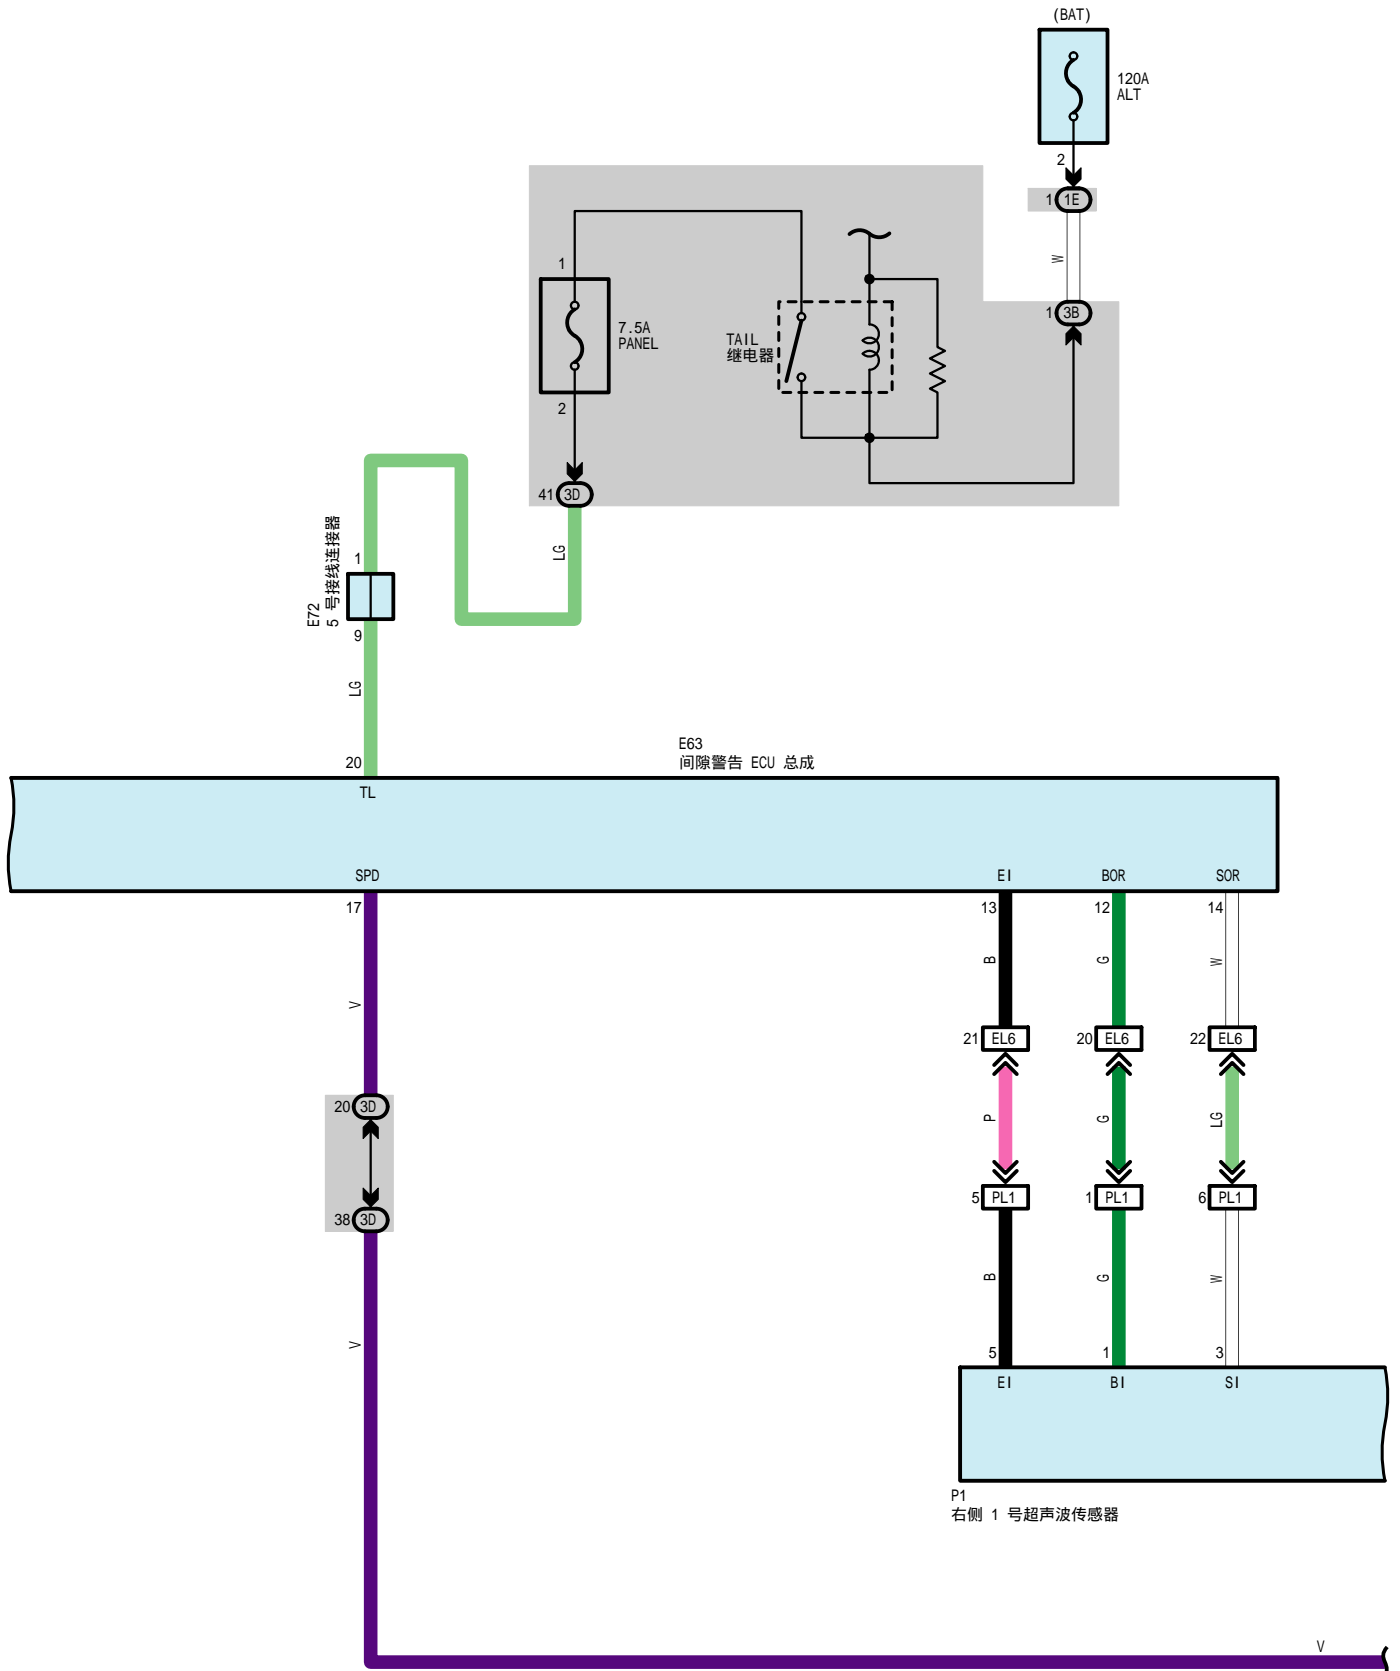 (BAT)
120A
ALT
2
1 1E
W
1 3B
1
7.5A
PANEL
2
TAIL
继电器
41 3D
LG
E72
5 号接线连接器
1
9
LG
20
E63
间隙警告 ECU 总成
TL
SPD
EI
BOR
SOR
17
13
12
14
V
B
G
W
21 EL6
20 EL6
22 EL6
P
G
LG
20 3D
38 3D
5 PL1
1 PL1
6 PL1
B
G
W
V
5
1
3
EI
BI
SI
P1
右侧 1 号超声波传感器
V